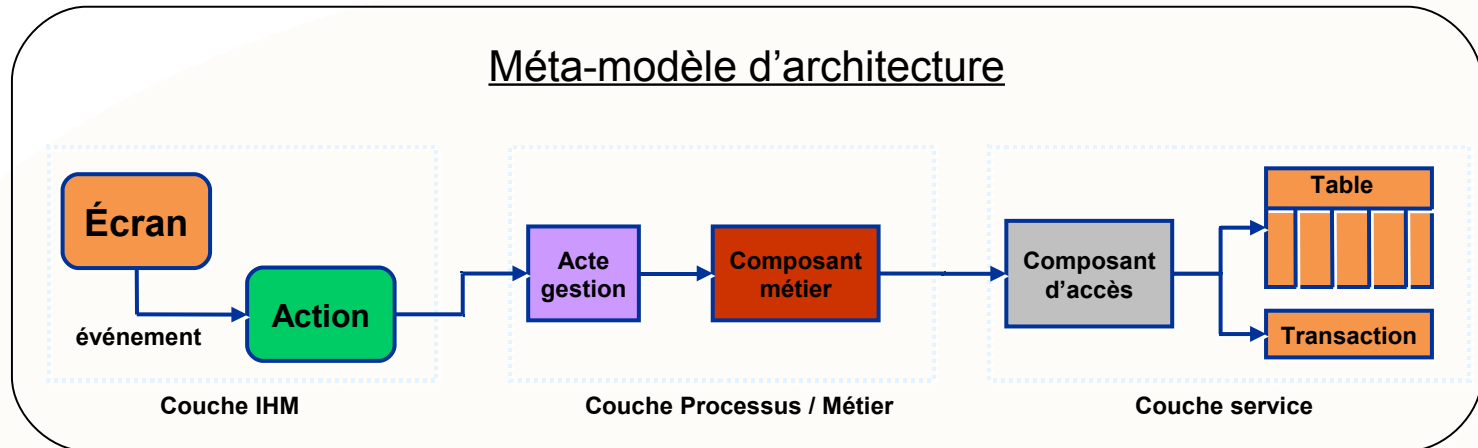 Méta-modèle d’architecture
Écran
événement
Action
Couche IHM
Acte
gestion
Composant
métier
Couche Processus / Métier
Composant
d’accès
Table
Transaction
Couche service